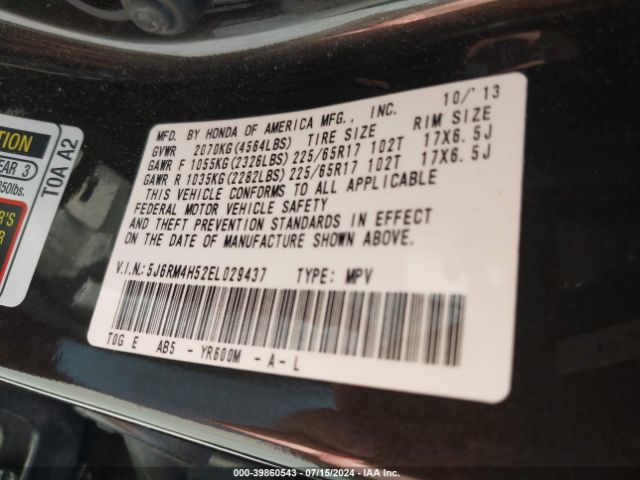 MFD. BY HONDA OF AMERICA MFG., INC. 10/'13
GVWR 2070KG(4564LBS) TIRE SIZE RIM SIZE
GAWR F 1055KG(2326LBS) 225/65R17 102T 17X6.5J
GAWR R 1035KG(2282LBS) 225/65R17 102T 17X6.5J
THIS VEHICLE CONFORMS TO ALL APPLICABLE
FEDERAL MOTOR VEHICLE SAFETY
AND THEFT PREVENTION STANDARDS IN EFFECT
ON THE DATE OF MANUFACTURE SHOWN ABOVE.
V.I.N.:5J6RM4H52EL029437 TYPE: MPV
TOG E AB5 - YR600M - A - L
EAR 3
350lbs.
R'S
TOA A2
000-39860543 - 07/15/2024 - IAA Inc.